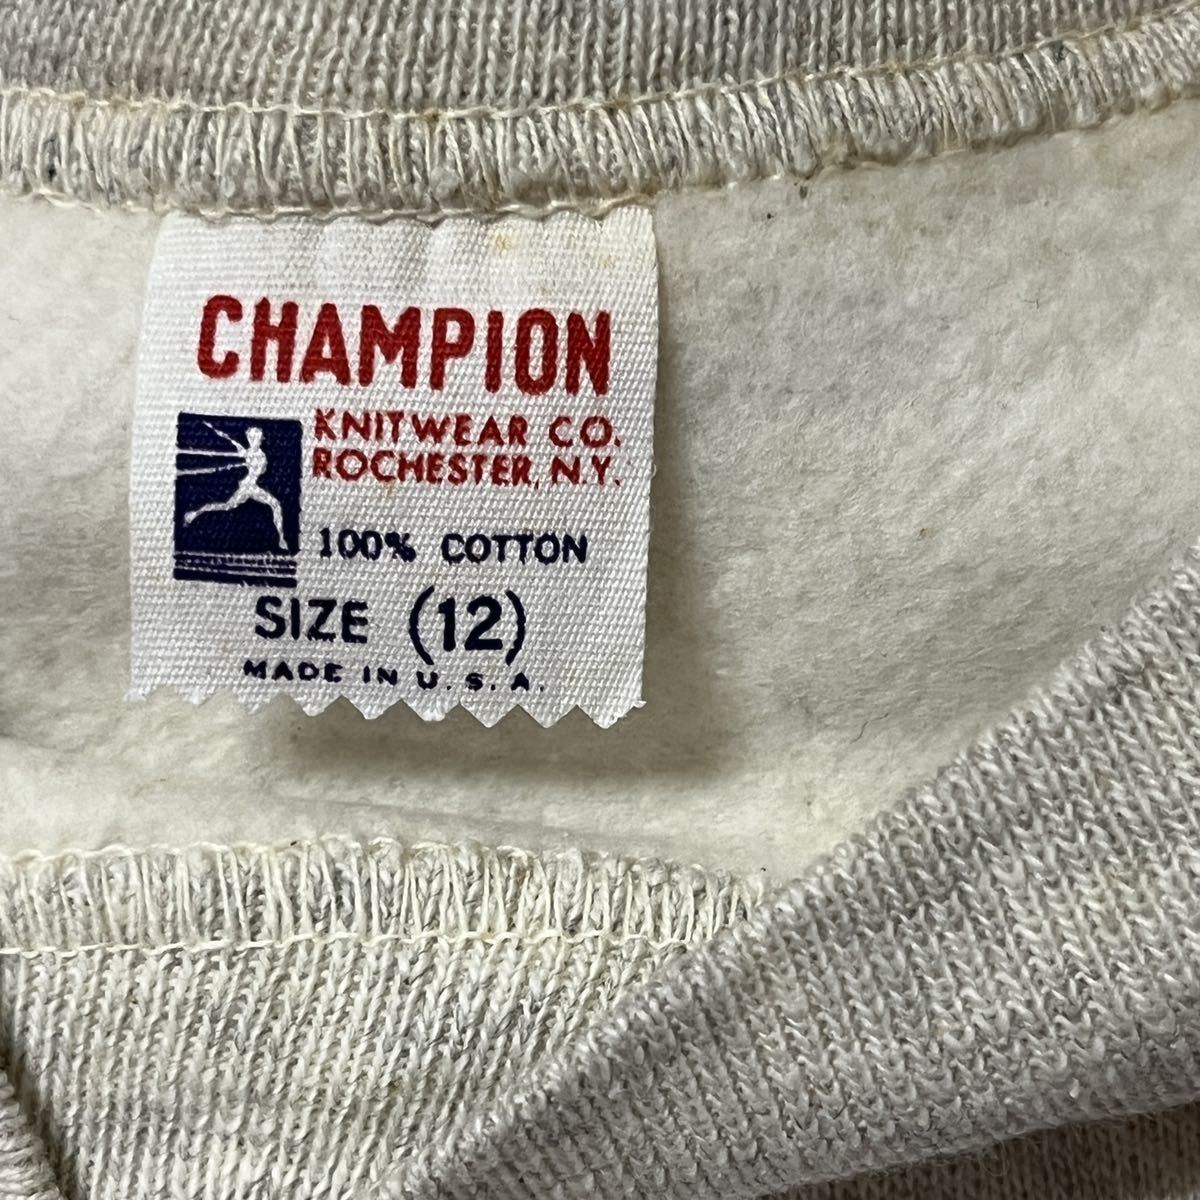 CHAMPION
KNITWEAR CO.
ROCHESTER, N.Y.
100% COTTON
SIZE (12)
MADE IN U.S.A.